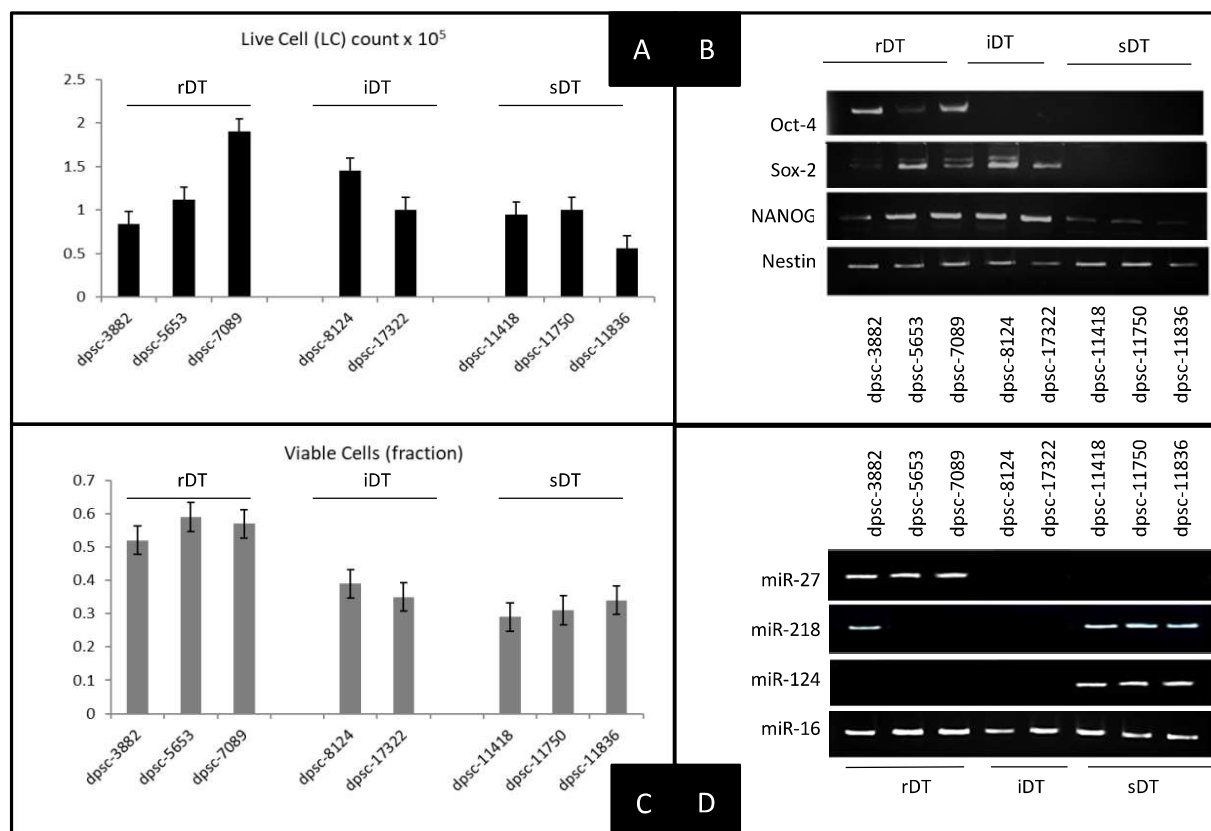 Live Cell (LC) count x 10⁵
A
B
rDT
iDT
sDT
2.5
2
1.5
1
0.5
0
dpsc-3882
dpsc-5653
dpsc-7089
dpsc-8124
dpsc-17322
dpsc-11418
dpsc-11750
dpsc-11836
rDT
iDT
sDT
Oct-4
Sox-2
NANOG
Nestin
dpsc-3882
dpsc-5653
dpsc-7089
dpsc-8124
dpsc-17322
dpsc-11418
dpsc-11750
dpsc-11836
Viable Cells (fraction)
rDT
iDT
sDT
0.7
0.6
0.5
0.4
0.3
0.2
0.1
0
dpsc-3882
dpsc-5653
dpsc-7089
dpsc-8124
dpsc-17322
dpsc-11418
dpsc-11750
dpsc-11836
C
D
dpsc-3882
dpsc-5653
dpsc-7089
dpsc-8124
dpsc-17322
dpsc-11418
dpsc-11750
dpsc-11836
miR-27
miR-218
miR-124
miR-16
rDT
iDT
sDT